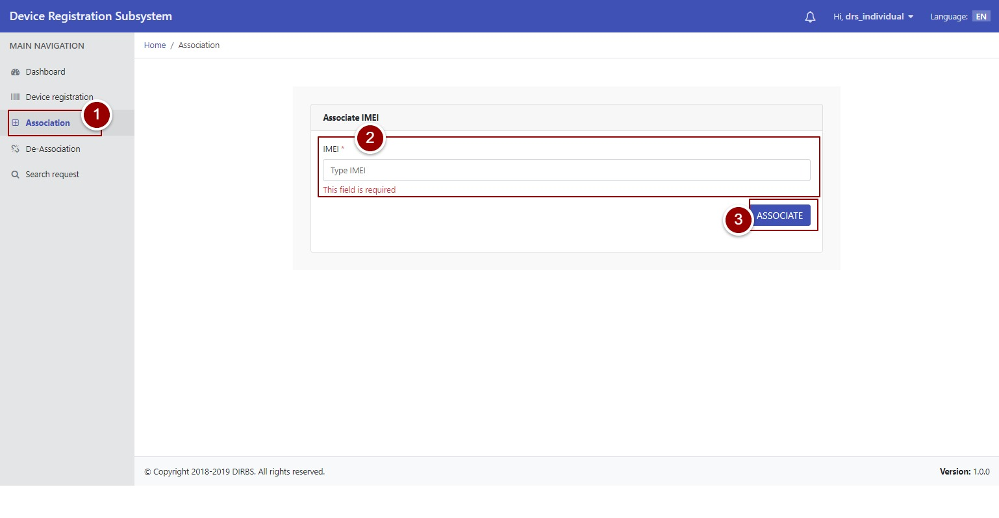 Device Registration Subsystem
Hi, drs_individual
Language: EN
MAIN NAVIGATION
Dashboard
Device registration
Association
De-Association
Search request
1
Home / Association
Associate IMEI
2
IMEI *
Type IMEI
This field is required
3
ASSOCIATE
© Copyright 2018-2019 DIRBS. All rights reserved.
Version: 1.0.0